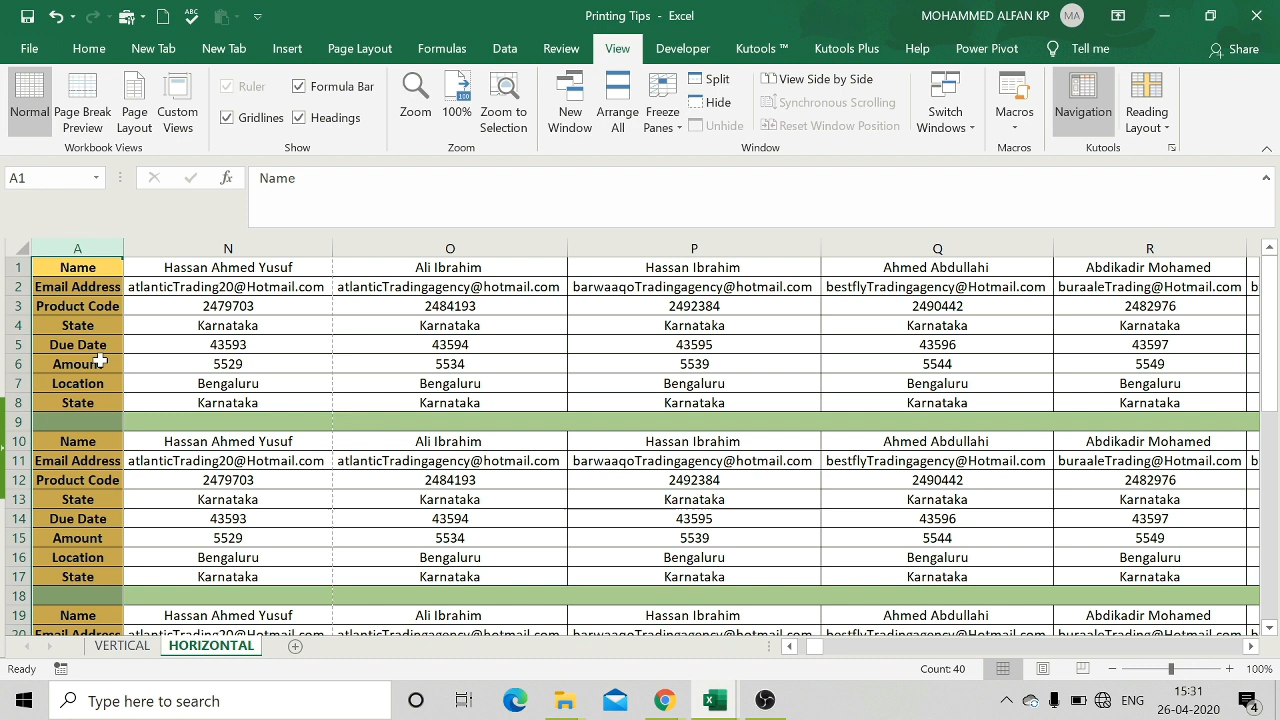 Printing Tips - Excel
MOHAMMED ALFAN KP MA
File Home New Tab New Tab Insert Page Layout Formulas Data Review View Developer Kutools ™ Kutools Plus Help Power Pivot Tell me Share
Normal Page Break Preview Page Layout Custom Views
Workbook Views
Ruler Formula Bar
Gridlines Headings
Show
Zoom 100% Zoom to Selection
Zoom
New Window Arrange All Freeze Panes
Split
Hide
Unhide
View Side by Side
Synchronous Scrolling
Reset Window Position
Switch Windows
Window
Macros
Macros
Navigation Reading Layout
Kutools
A1 fx Name
A N O P Q R
1 Name Hassan Ahmed Yusuf Ali Ibrahim Hassan Ibrahim Ahmed Abdullahi Abdikadir Mohamed
2 Email Address atlanticTrading20@Hotmail.com atlanticTradingagency@hotmail.com barwaaqoTradingagency@hotmail.com bestflyTradingagency@Hotmail.com buraaleTrading@Hotmail.com b
3 Product Code 2479703 2484193 2492384 2490442 2482976
4 State Karnataka Karnataka Karnataka Karnataka Karnataka
5 Due Date 43593 43594 43595 43596 43597
6 Amount 5529 5534 5539 5544 5549
7 Location Bengaluru Bengaluru Bengaluru Bengaluru Bengaluru
8 State Karnataka Karnataka Karnataka Karnataka Karnataka
9
10 Name Hassan Ahmed Yusuf Ali Ibrahim Hassan Ibrahim Ahmed Abdullahi Abdikadir Mohamed
11 Email Address atlanticTrading20@Hotmail.com atlanticTradingagency@hotmail.com barwaaqoTradingagency@hotmail.com bestflyTradingagency@Hotmail.com buraaleTrading@Hotmail.com b
12 Product Code 2479703 2484193 2492384 2490442 2482976
13 State Karnataka Karnataka Karnataka Karnataka Karnataka
14 Due Date 43593 43594 43595 43596 43597
15 Amount 5529 5534 5539 5544 5549
16 Location Bengaluru Bengaluru Bengaluru Bengaluru Bengaluru
17 State Karnataka Karnataka Karnataka Karnataka Karnataka
18
19 Name Hassan Ahmed Yusuf Ali Ibrahim Hassan Ibrahim Ahmed Abdullahi Abdikadir Mohamed
20 Email Address atlanticTrading20@Hotmail.com atlanticTradingagency@hotmail.com barwaaqoTradingagency@hotmail.com bestflyTradingagency@Hotmail.com buraaleTrading@Hotmail.com b
VERTICAL HORIZONTAL
Ready Count: 40 100%
Type here to search
ENG 15:31
26-04-2020 4